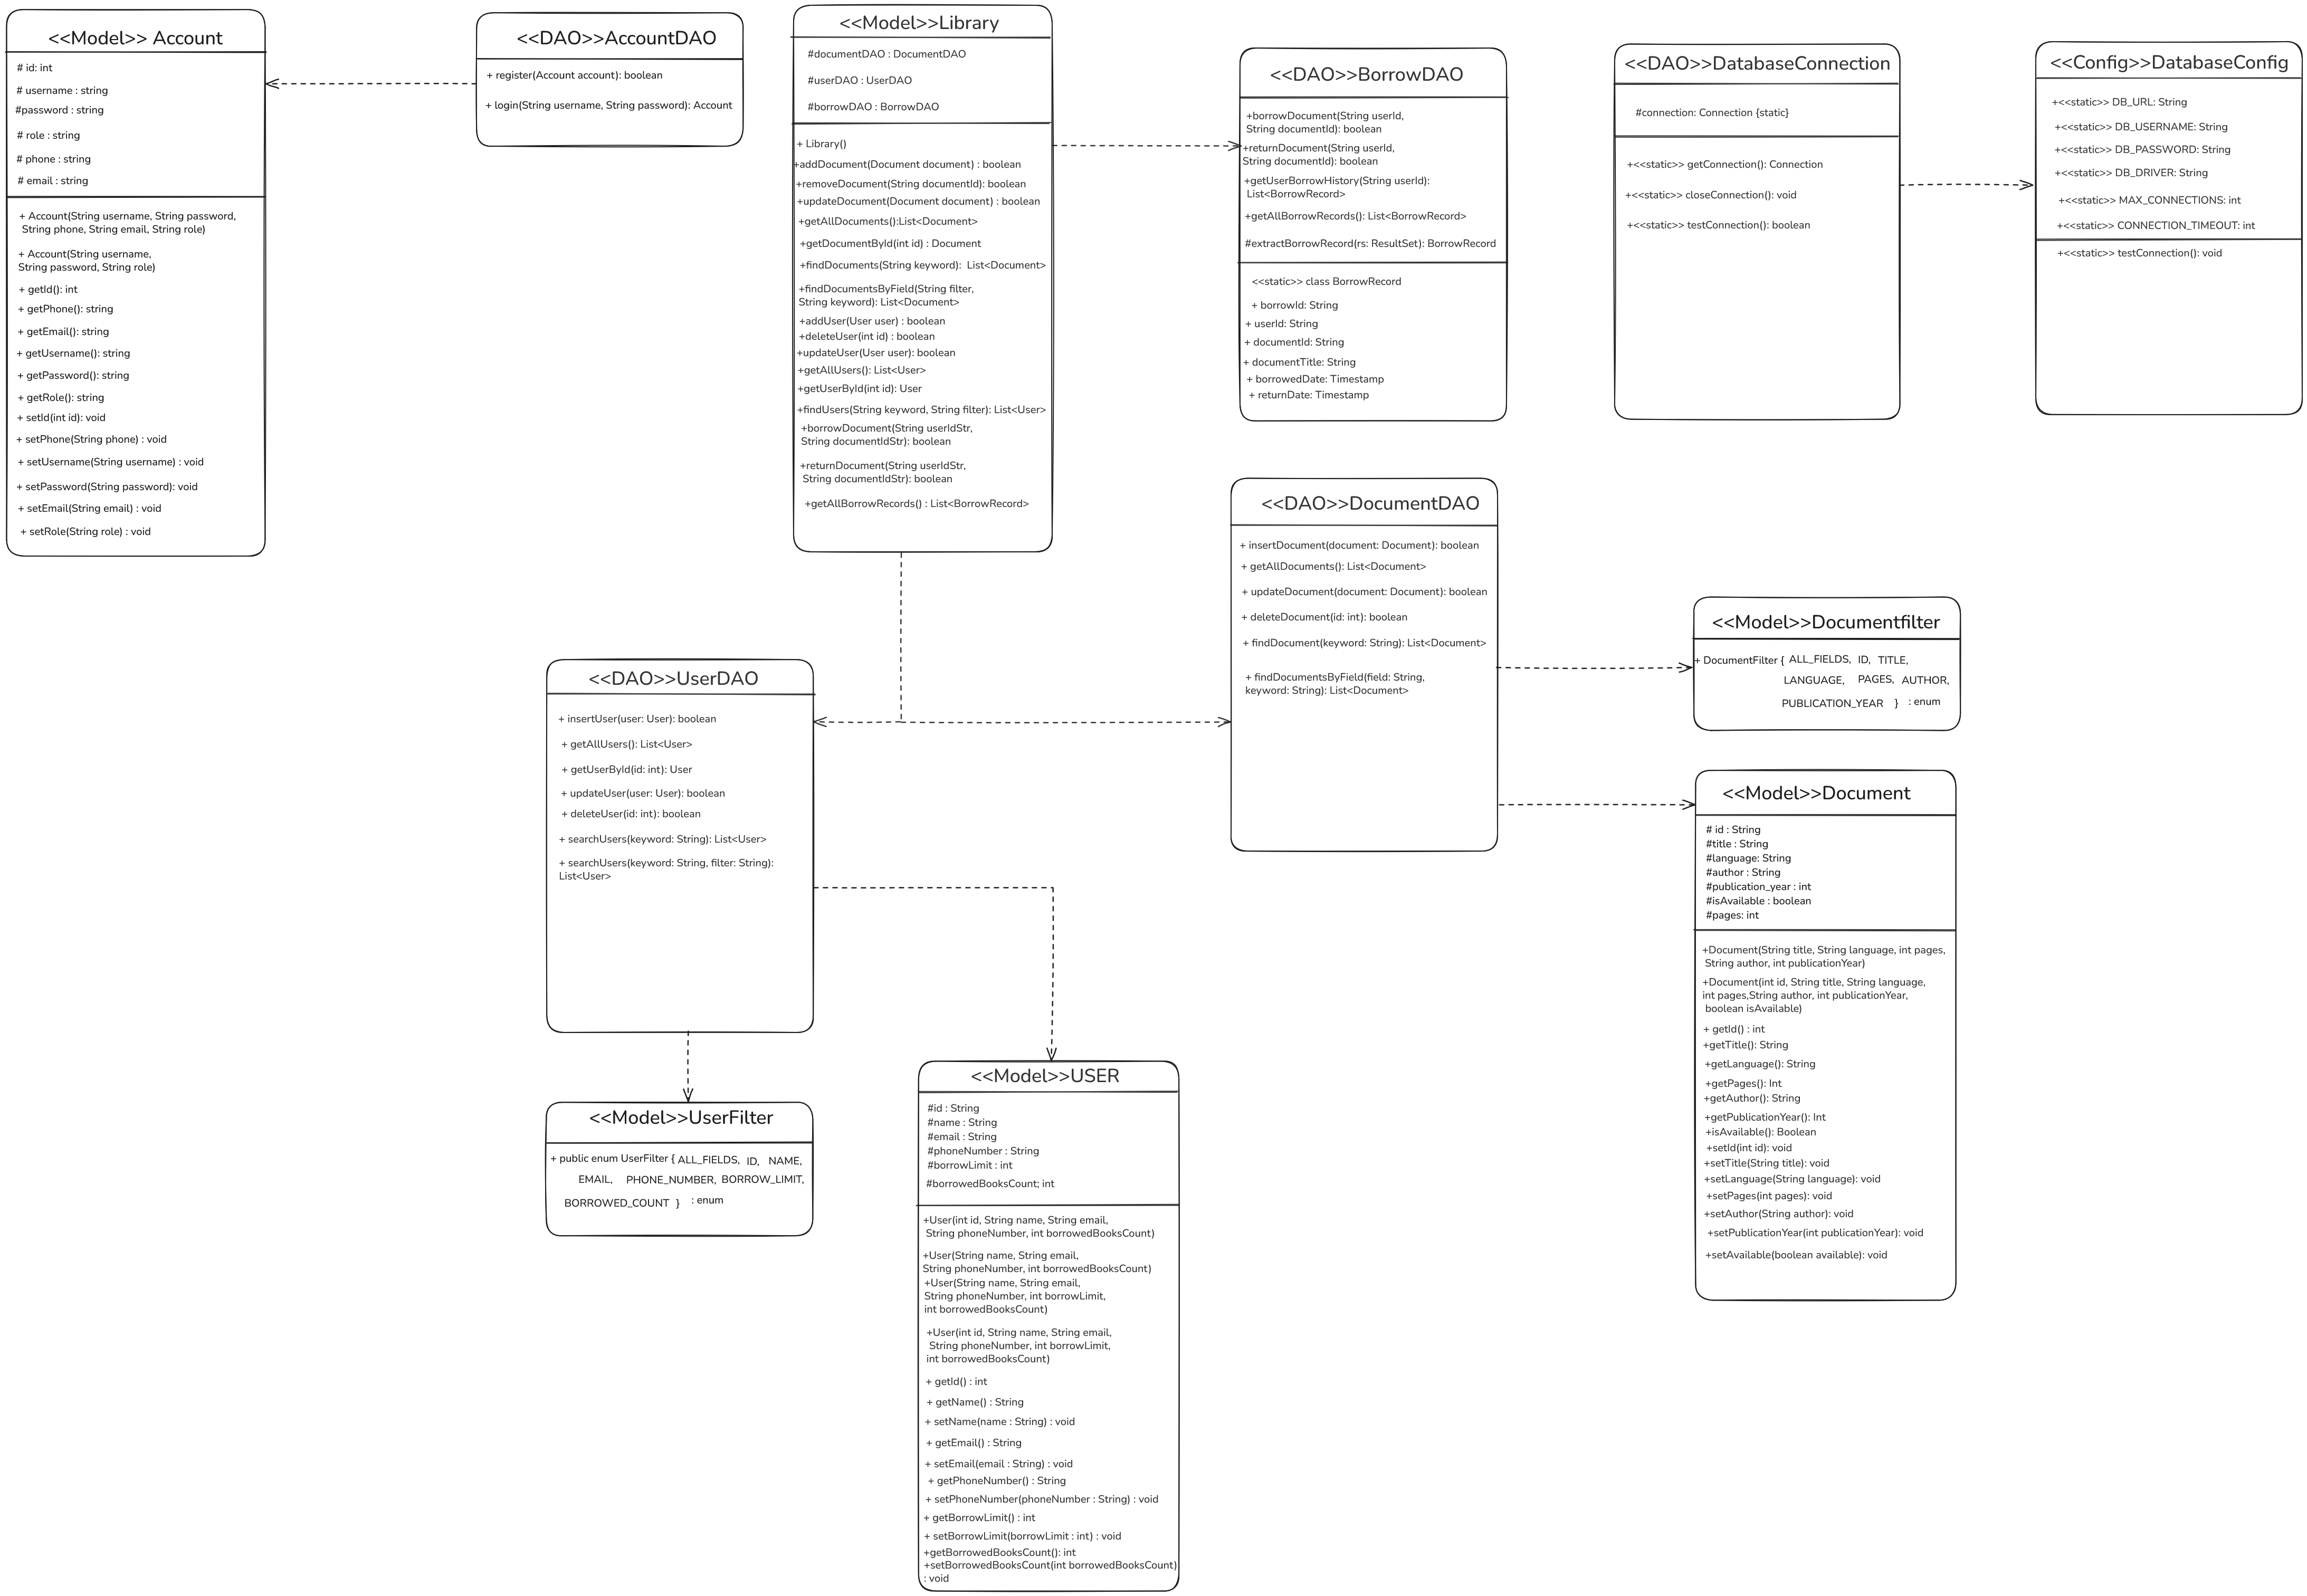 <<Model>> Account
# id: int
# username : string
#password : string
# role : string
# phone : string
# email : string
+ Account(String username, String password,
String phone, String email, String role)
+ Account(String username,
String password, String role)
+ getId(): int
+ getPhone(): string
+ getEmail(): string
+ getUsername(): string
+ getPassword(): string
+ getRole(): string
+ setId(int id): void
+ setPhone(String phone) : void
+ setUsername(String username) : void
+ setPassword(String password): void
+ setEmail(String email) : void
+ setRole(String role) : void
<<DAO>>AccountDAO
+ register(Account account): boolean
+ login(String username, String password): Account
<<Model>>Library
#documentDAO : DocumentDAO
#userDAO : UserDAO
#borrowDAO : BorrowDAO
+ Library()
+addDocument(Document document) : boolean
+removeDocument(String documentId): boolean
+updateDocument(Document document) : boolean
+getAllDocuments():List<Document>
+getDocumentById(int id) : Document
+findDocuments(String keyword): List<Document>
+findDocumentsByField(String filter,
String keyword): List<Document>
+addUser(User user) : boolean
+deleteUser(int id) : boolean
+updateUser(User user): boolean
+getAllUsers(): List<User>
+getUserById(int id): User
+findUsers(String keyword, String filter): List<User>
+borrowDocument(String userIdStr,
String documentIdStr): boolean
+returnDocument(String userIdStr,
String documentIdStr): boolean
+getAllBorrowRecords() : List<BorrowRecord>
<<DAO>>BorrowDAO
+borrowDocument(String userId,
String documentId): boolean
+returnDocument(String userId,
String documentId): boolean
+getUserBorrowHistory(String userId):
List<BorrowRecord>
+getAllBorrowRecords(): List<BorrowRecord>
#extractBorrowRecord(rs: ResultSet): BorrowRecord
<<static>> class BorrowRecord
+ borrowId: String
+ userId: String
+ documentId: String
+ documentTitle: String
+ borrowedDate: Timestamp
+ returnDate: Timestamp
<<DAO>>DatabaseConnection
#connection: Connection {static}
+<<static>> getConnection(): Connection
+<<static>> closeConnection(): void
+<<static>> testConnection(): boolean
<<Config>>DatabaseConfig
+<<static>> DB_URL: String
+<<static>> DB_USERNAME: String
+<<static>> DB_PASSWORD: String
+<<static>> DB_DRIVER: String
+<<static>> MAX_CONNECTIONS: int
+<<static>> CONNECTION_TIMEOUT: int
+<<static>> testConnection(): void
<<DAO>>DocumentDAO
+ insertDocument(document: Document): boolean
+ getAllDocuments(): List<Document>
+ updateDocument(document: Document): boolean
+ deleteDocument(id: int): boolean
+ findDocument(keyword: String): List<Document>
+ findDocumentsByField(field: String,
keyword: String): List<Document>
<<Model>>Documentfilter
+ DocumentFilter { ALL_FIELDS, ID, TITLE,
LANGUAGE, PAGES, AUTHOR,
PUBLICATION_YEAR } : enum
<<DAO>>UserDAO
+ insertUser(user: User): boolean
+ getAllUsers(): List<User>
+ getUserById(id: int): User
+ updateUser(user: User): boolean
+ deleteUser(id: int): boolean
+ searchUsers(keyword: String): List<User>
+ searchUsers(keyword: String, filter: String):
List<User>
<<Model>>Document
# id : String
#title : String
#language: String
#author : String
#publication_year : int
#isAvailable : boolean
#pages: int
+Document(String title, String language, int pages,
String author, int publicationYear)
+Document(int id, String title, String language,
int pages,String author, int publicationYear,
boolean isAvailable)
+ getId() : int
+getTitle(): String
+getLanguage(): String
+getPages(): Int
+getAuthor(): String
+getPublicationYear(): Int
+isAvailable(): Boolean
+setId(int id): void
+setTitle(String title): void
+setLanguage(String language): void
+setPages(int pages): void
+setAuthor(String author): void
+setPublicationYear(int publicationYear): void
+setAvailable(boolean available): void
<<Model>>UserFilter
+ public enum UserFilter { ALL_FIELDS, ID, NAME,
EMAIL, PHONE_NUMBER, BORROW_LIMIT,
BORROWED_COUNT } : enum
<<Model>>USER
#id : String
#name : String
#email : String
#phoneNumber : String
#borrowLimit : int
#borrowedBooksCount; int
+User(int id, String name, String email,
String phoneNumber, int borrowedBooksCount)
+User(String name, String email,
String phoneNumber, int borrowedBooksCount)
+User(String name, String email,
String phoneNumber, int borrowLimit,
int borrowedBooksCount)
+User(int id, String name, String email,
String phoneNumber, int borrowLimit,
int borrowedBooksCount)
+ getId() : int
+ getName() : String
+ setName(name : String) : void
+ getEmail() : String
+ setEmail(email : String) : void
+ getPhoneNumber() : String
+ setPhoneNumber(phoneNumber : String) : void
+ getBorrowLimit() : int
+ setBorrowLimit(borrowLimit : int) : void
+getBorrowedBooksCount(): int
+setBorrowedBooksCount(int borrowedBooksCount)
: void